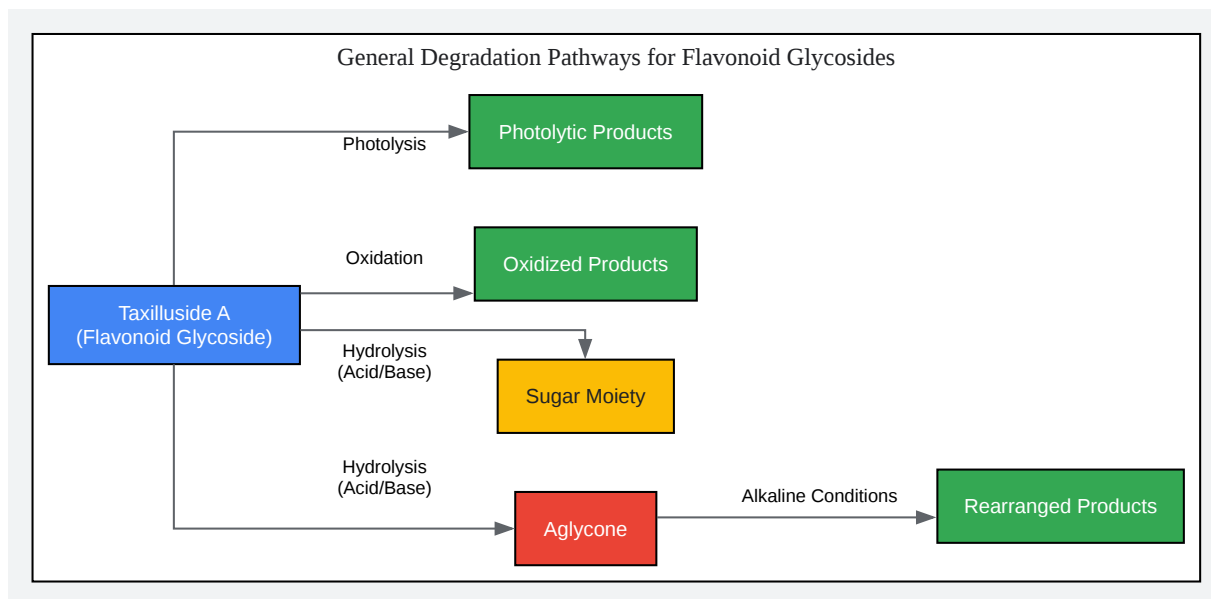 General Degradation Pathways for Flavonoid Glycosides
Photolytic Products
Photolysis
Oxidation
Oxidized Products
Taxilluside A
(Flavonoid Glycoside)
Hydrolysis
(Acid/Base)
Sugar Moiety
Hydrolysis
(Acid/Base)
Aglycone
Alkaline Conditions
Rearranged Products